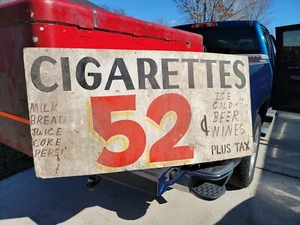 CIGARETTES
52 ¢
MILK
BREAD
JUICE
COKE
PEPSI
ICE
COLD
BEER
WINES
PLUS TAX